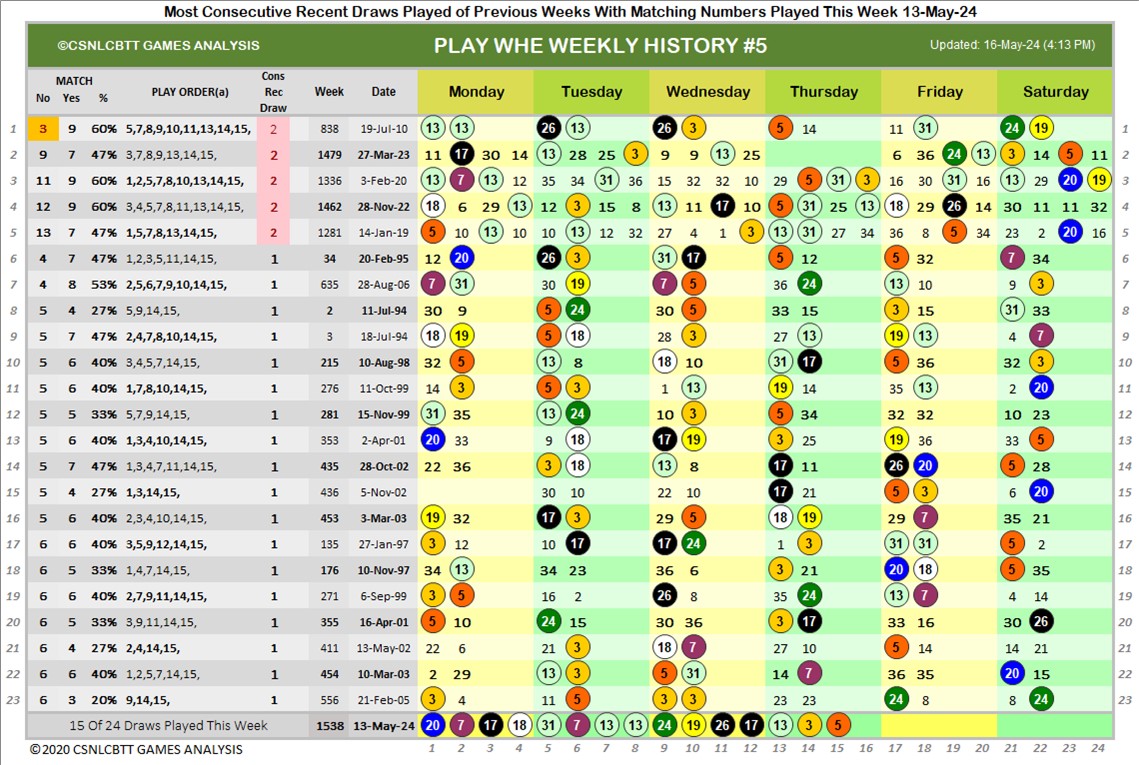 Most Consecutive Recent Draws Played of Previous Weeks With Matching Numbers Played This Week 13-May-24
©CSNLCBTT GAMES ANALYSIS PLAY WHE WEEKLY HISTORY #5 Updated: 16-May-24 (4:13 PM)
MATCH
No Yes % PLAY ORDER(a) Cons Rec Draw Week Date Monday Tuesday Wednesday Thursday Friday Saturday
1 3 9 60% 5,7,8,9,10,11,13,14,15, 2 838 19-Jul-10 13 13 26 13 26 3 5 14 11 31 24 19 1
2 9 7 47% 3,7,8,9,13,14,15, 2 1479 27-Mar-23 11 17 30 14 13 28 25 3 9 9 13 25 6 36 24 13 3 14 5 11 2
3 11 9 60% 1,2,5,7,8,10,13,14,15, 2 1336 3-Feb-20 13 7 13 12 35 34 31 36 15 32 32 10 29 5 31 3 16 30 31 16 13 29 20 19 3
4 12 9 60% 3,4,5,7,8,11,13,14,15, 2 1462 28-Nov-22 18 6 29 13 12 3 15 8 13 11 17 10 5 31 25 13 18 29 26 14 30 11 11 32 4
5 13 7 47% 1,5,7,8,13,14,15, 2 1281 14-Jan-19 5 10 13 10 10 13 12 32 27 4 1 3 13 31 27 34 36 8 5 34 23 2 20 16 5
6 4 7 47% 1,2,3,5,11,14,15, 1 34 20-Feb-95 12 20 26 3 31 17 5 12 5 32 7 34 6
7 4 8 53% 2,5,6,7,9,10,14,15, 1 635 28-Aug-06 7 31 30 19 7 5 36 24 13 10 9 3 7
8 5 4 27% 5,9,14,15, 1 2 11-Jul-94 30 9 5 24 30 5 33 15 3 15 31 33 8
9 5 7 47% 2,4,7,8,10,14,15, 1 3 18-Jul-94 18 19 5 18 28 3 27 13 19 13 4 7 9
10 5 6 40% 3,4,5,7,14,15, 1 215 10-Aug-98 32 5 13 8 18 10 31 17 5 36 32 3 10
11 5 6 40% 1,7,8,10,14,15, 1 276 11-Oct-99 14 3 5 3 1 13 19 14 35 13 2 20 11
12 5 5 33% 5,7,9,14,15, 1 281 15-Nov-99 31 35 13 24 10 3 5 34 32 32 10 23 12
13 5 6 40% 1,3,4,10,14,15, 1 353 2-Apr-01 20 33 9 18 17 19 3 25 19 36 33 5 13
14 5 7 47% 1,3,4,7,11,14,15, 1 435 28-Oct-02 22 36 3 18 13 8 17 11 26 20 5 28 14
15 5 4 27% 1,3,14,15, 1 436 5-Nov-02 30 10 22 10 17 21 5 3 6 20 15
16 5 6 40% 2,3,4,10,14,15, 1 453 3-Mar-03 19 32 17 3 29 5 18 19 29 7 35 21 16
17 6 6 40% 3,5,9,12,14,15, 1 135 27-Jan-97 3 12 10 17 17 24 1 3 31 31 5 2 17
18 6 5 33% 1,4,7,14,15, 1 176 10-Nov-97 34 13 34 23 36 6 3 21 20 18 5 35 18
19 6 6 40% 2,7,9,11,14,15, 1 271 6-Sep-99 3 5 16 2 26 8 35 24 13 7 4 14 19
20 6 5 33% 3,9,11,14,15, 1 355 16-Apr-01 5 10 24 15 30 36 3 17 33 16 30 26 20
21 6 4 27% 2,4,14,15, 1 411 13-May-02 22 6 21 3 18 7 27 10 5 14 14 21 21
22 6 6 40% 1,2,5,7,14,15, 1 454 10-Mar-03 2 29 13 3 5 31 14 7 36 35 20 15 22
23 6 3 20% 9,14,15, 1 556 21-Feb-05 3 4 11 5 3 3 23 23 24 8 8 24 23
15 Of 24 Draws Played This Week 1538 13-May-24 20 7 17 18 31 7 13 13 24 19 26 17 13 3 5
© 2020 CSNLCBTT GAMES ANALYSIS 1 2 3 4 5 6 7 8 9 10 11 12 13 14 15 16 17 18 19 20 21 22 23 24